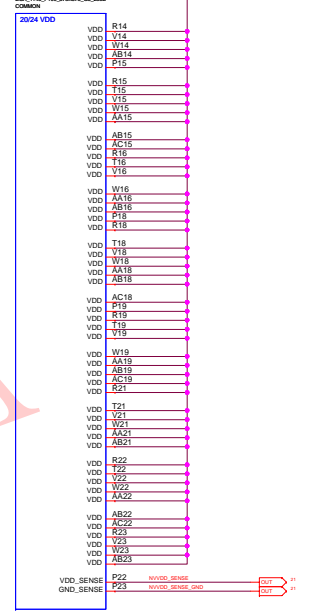 COMMON
20/24 VDD
VDD R14
VDD V14
VDD W14
VDD AB14
VDD P15
VDD R15
VDD T15
VDD V15
VDD W15
VDD AA15
VDD AB15
VDD AC15
VDD R16
VDD T16
VDD V16
VDD W16
VDD AA16
VDD AB16
VDD P18
VDD R18
VDD T18
VDD V18
VDD W18
VDD AA18
VDD AB18
VDD AC18
VDD P19
VDD R19
VDD T19
VDD V19
VDD W19
VDD AA19
VDD AB19
VDD AC19
VDD R21
VDD T21
VDD V21
VDD W21
VDD AA21
VDD AB21
VDD R22
VDD T22
VDD V22
VDD W22
VDD AA22
VDD AB22
VDD AC22
VDD R23
VDD V23
VDD W23
VDD AB23
VDD_SENSE P22 NVVDD_SENSE OUT 21
GND_SENSE P23 NVVDD_SENSE_GND OUT 21